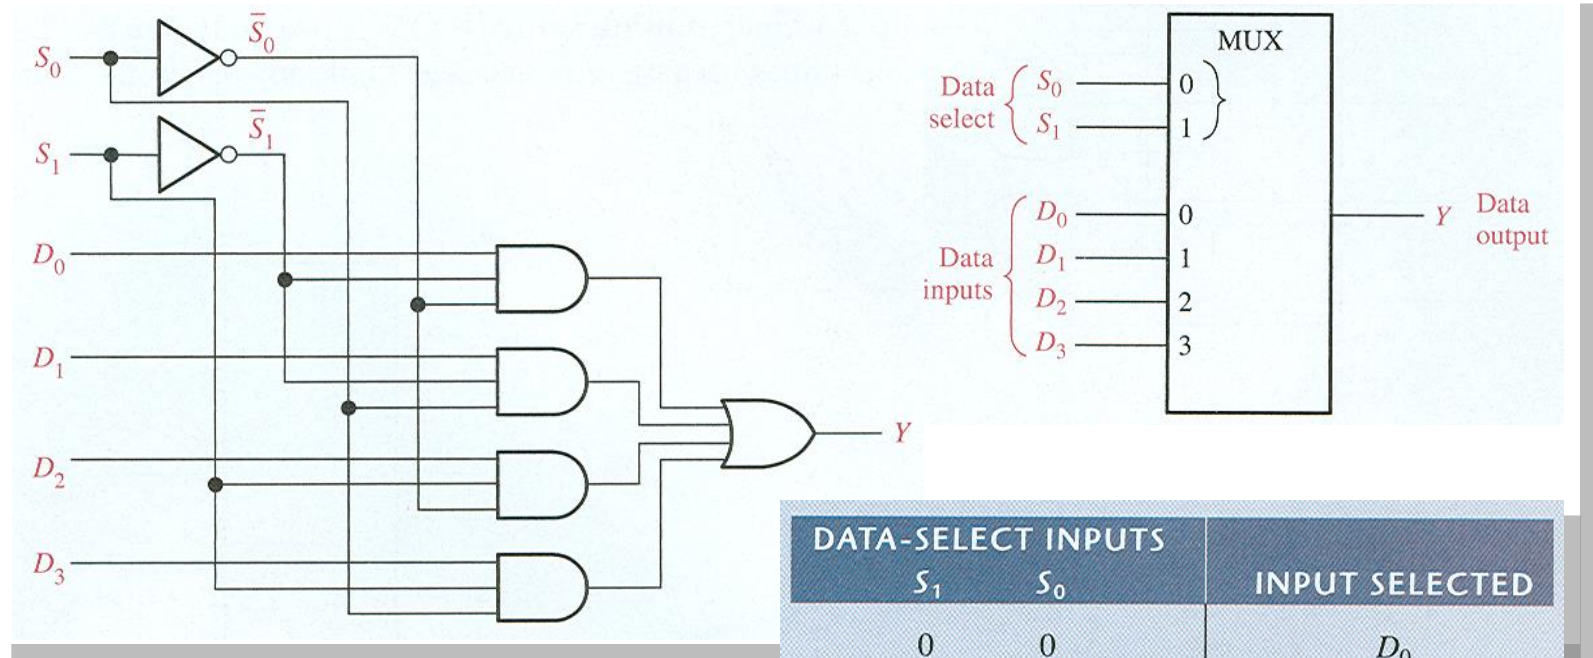 S̅₀
S₀
S̅₁
S₁
D₀
D₁
D₂
D₃
Y
MUX
Data select
S₀ 0
S₁ 1
Data inputs
D₀ 0
D₁ 1
D₂ 2
D₃ 3
Y Data output
DATA-SELECT INPUTS
S₁ S₀ INPUT SELECTED
0 0 D₀